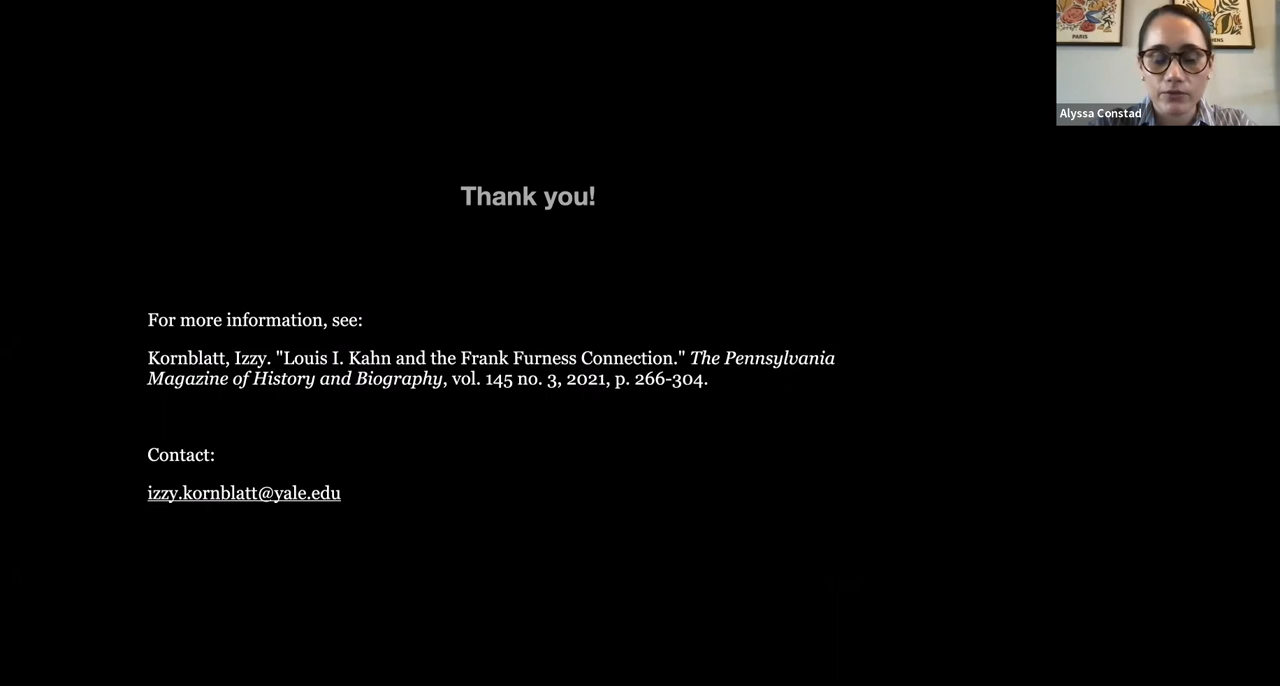 PARIS
Alyssa Constad
Thank you!
For more information, see:
Kornblatt, Izzy. "Louis I. Kahn and the Frank Furness Connection." The Pennsylvania
Magazine of History and Biography, vol. 145 no. 3, 2021, p. 266-304.
Contact:
izzy.kornblatt@yale.edu